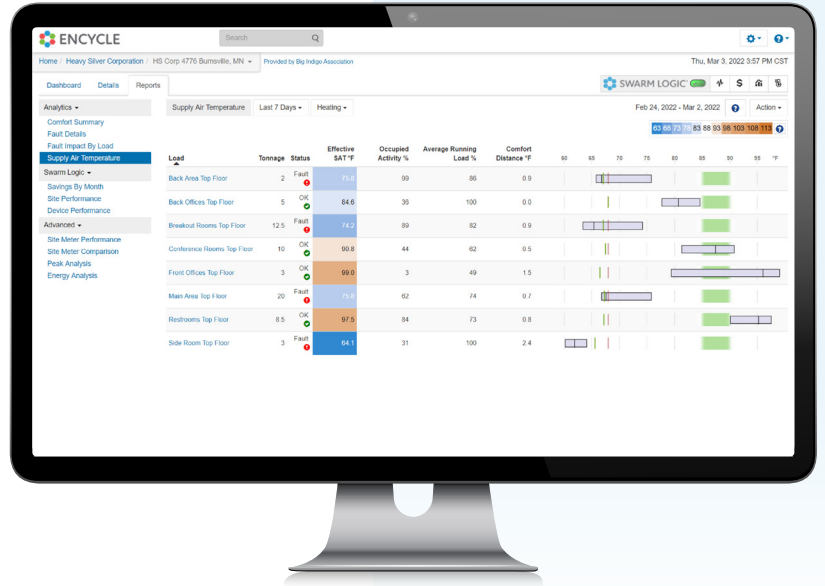 ENCYCLE
Search
Home / Heavy Silver Corporation / HS Corp 4776 Burnsville, MN
Provided by Big Indigo Association
Thu, Mar 3, 2022 3:57 PM CST
Dashboard Details Reports
SWARM LOGIC $
Analytics
Comfort Summary
Fault Details
Fault Impact By Load
Supply Air Temperature
Swarm Logic
Savings By Month
Site Performance
Device Performance
Advanced
Site Meter Performance
Site Meter Comparison
Peak Analysis
Energy Analysis
Supply Air Temperature Last 7 Days Heating
Feb 24, 2022 - Mar 2, 2022 ? Action
63 68 73 78 83 88 93 98 103 108 113 ?
Load Tonnage Status Effective SAT °F Occupied Activity % Average Running Load % Comfort Distance °F 60 65 70 75 80 85 90 95 °F
Back Area Top Floor 2 Fault 75.8 99 86 0.9
Back Offices Top Floor 5 OK 84.6 36 100 0.0
Breakout Rooms Top Floor 12.5 Fault 74.2 89 82 0.9
Conference Rooms Top Floor 10 OK 90.8 44 62 0.5
Front Offices Top Floor 3 OK 99.0 3 49 1.5
Main Area Top Floor 20 Fault 75.8 62 74 0.7
Restrooms Top Floor 8.5 OK 97.5 84 73 0.8
Side Room Top Floor 3 Fault 64.1 31 100 2.4